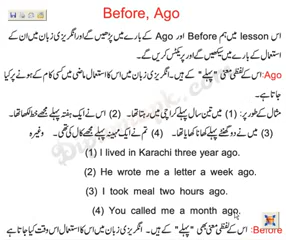 Before, Ago
اس lesson میں ہم Before اور Ago کے بارے میں پڑھیں گے اور انگریزی زبان میں ان کے
استعمال کے بارے میں سیکھیں گے اور پریکٹس کریں گے۔
Ago: اس کے لفظی معنی "پہلے" کے ہیں۔ انگریزی زبان میں اس کا استعمال ماضی میں کسی کام کے ہونے پر کیا
جاتا ہے۔
مثال کے طور پر: (1) میں تین سال پہلے کراچی میں رہتا تھا۔ (2) اس نے ایک ہفتہ پہلے مجھے خط لکھا تھا۔
(3) میں نے دو گھنٹے پہلے کھانا کھایا تھا۔ (4) تم نے ایک مہینہ پہلے مجھے کال کی تھی۔ وغیرہ
(1) I lived in Karachi three year ago.
(2) He wrote me a letter a week ago.
(3) I took meal two hours ago.
(4) You called me a month ago.
Before: اس کے لفظی معنی بھی "پہلے" کے ہیں۔ انگریزی زبان میں اس کا استعمال اس وقت کیا جاتا ہے